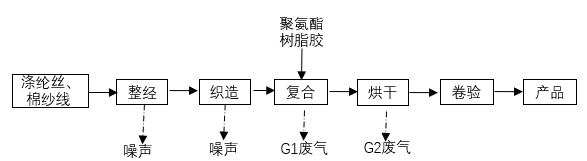 聚氨酯
树脂胶
涤纶丝、
棉纱线
整经
织造
复合
烘干
卷验
产品
噪声
噪声
G1废气
G2废气